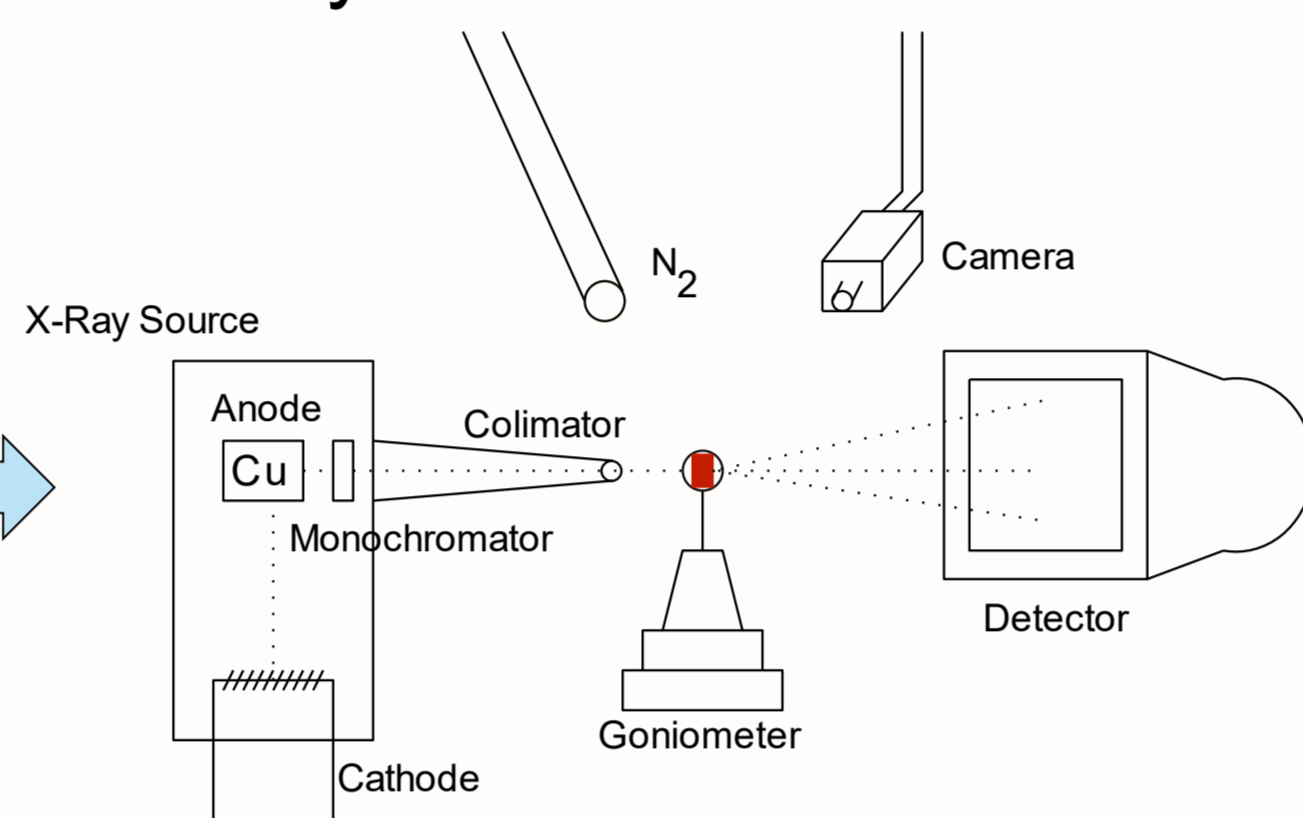 N2
Camera
X-Ray Source
Anode
Colimator
Cu
Monochromator
Detector
Goniometer
Cathode